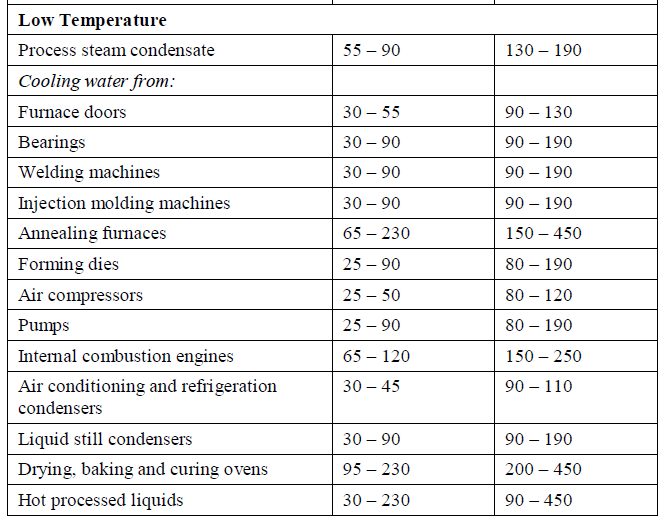 Low Temperature
Process steam condensate 55 – 90 130 – 190
Cooling water from:
Furnace doors 30 – 55 90 – 130
Bearings 30 – 90 90 – 190
Welding machines 30 – 90 90 – 190
Injection molding machines 30 – 90 90 – 190
Annealing furnaces 65 – 230 150 – 450
Forming dies 25 – 90 80 – 190
Air compressors 25 – 50 80 – 120
Pumps 25 – 90 80 – 190
Internal combustion engines 65 – 120 150 – 250
Air conditioning and refrigeration 30 – 45 90 – 110
condensers
Liquid still condensers 30 – 90 90 – 190
Drying, baking and curing ovens 95 – 230 200 – 450
Hot processed liquids 30 – 230 90 – 450